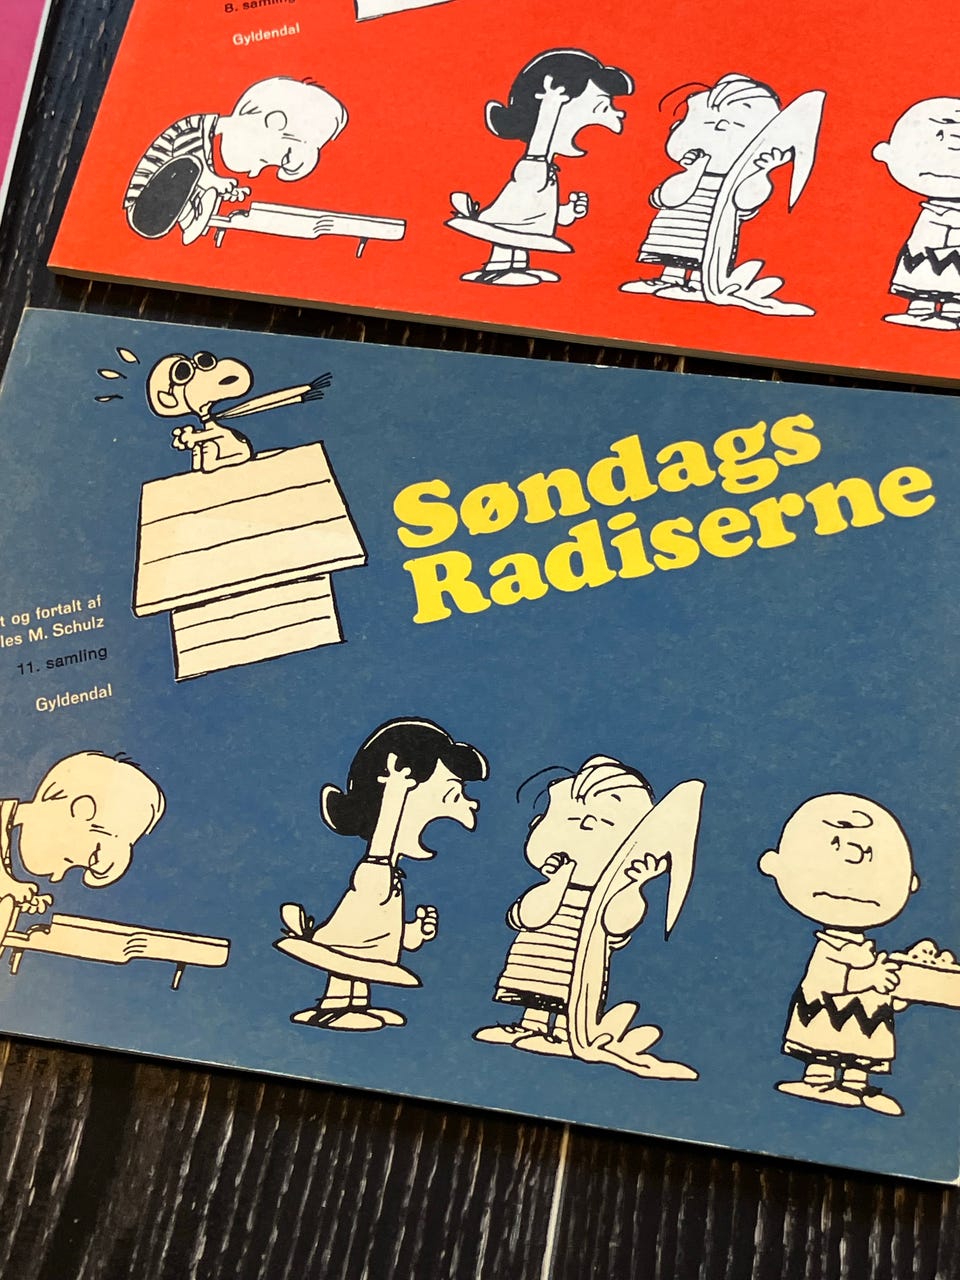 8. samling
Gyldendal
Søndags
Radiserne
t og fortalt af
les M. Schulz
11. samling
Gyldendal